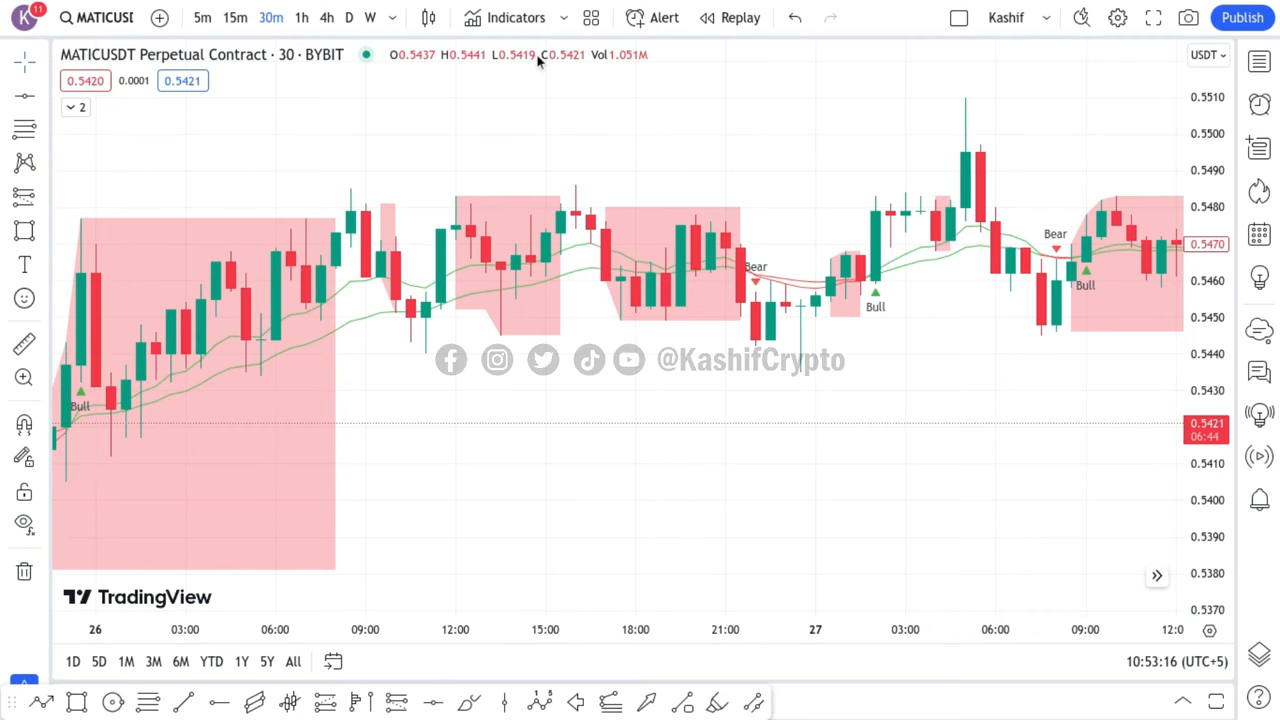 K 11 MATICUSDT 5m 15m 30m 1h 4h D W Indicators Alert Replay Kashif Publish
MATICUSDT Perpetual Contract · 30 · BYBIT O0.5437 H0.5441 L0.5419 C0.5421 Vol1.051M USDT
0.5420 0.0001 0.5421
2
0.5510
0.5500
0.5490
0.5480
0.5470
0.5460
0.5450
0.5440
0.5430
0.5421
06:44
0.5410
0.5400
0.5390
0.5380
0.5370
Bear
Bear
Bull
Bull
Bull
@KashifCrypto
TradingView
26 03:00 06:00 09:00 12:00 15:00 18:00 21:00 27 03:00 06:00 09:00 12:0
1D 5D 1M 3M 6M YTD 1Y 5Y All 10:53:16 (UTC+5)